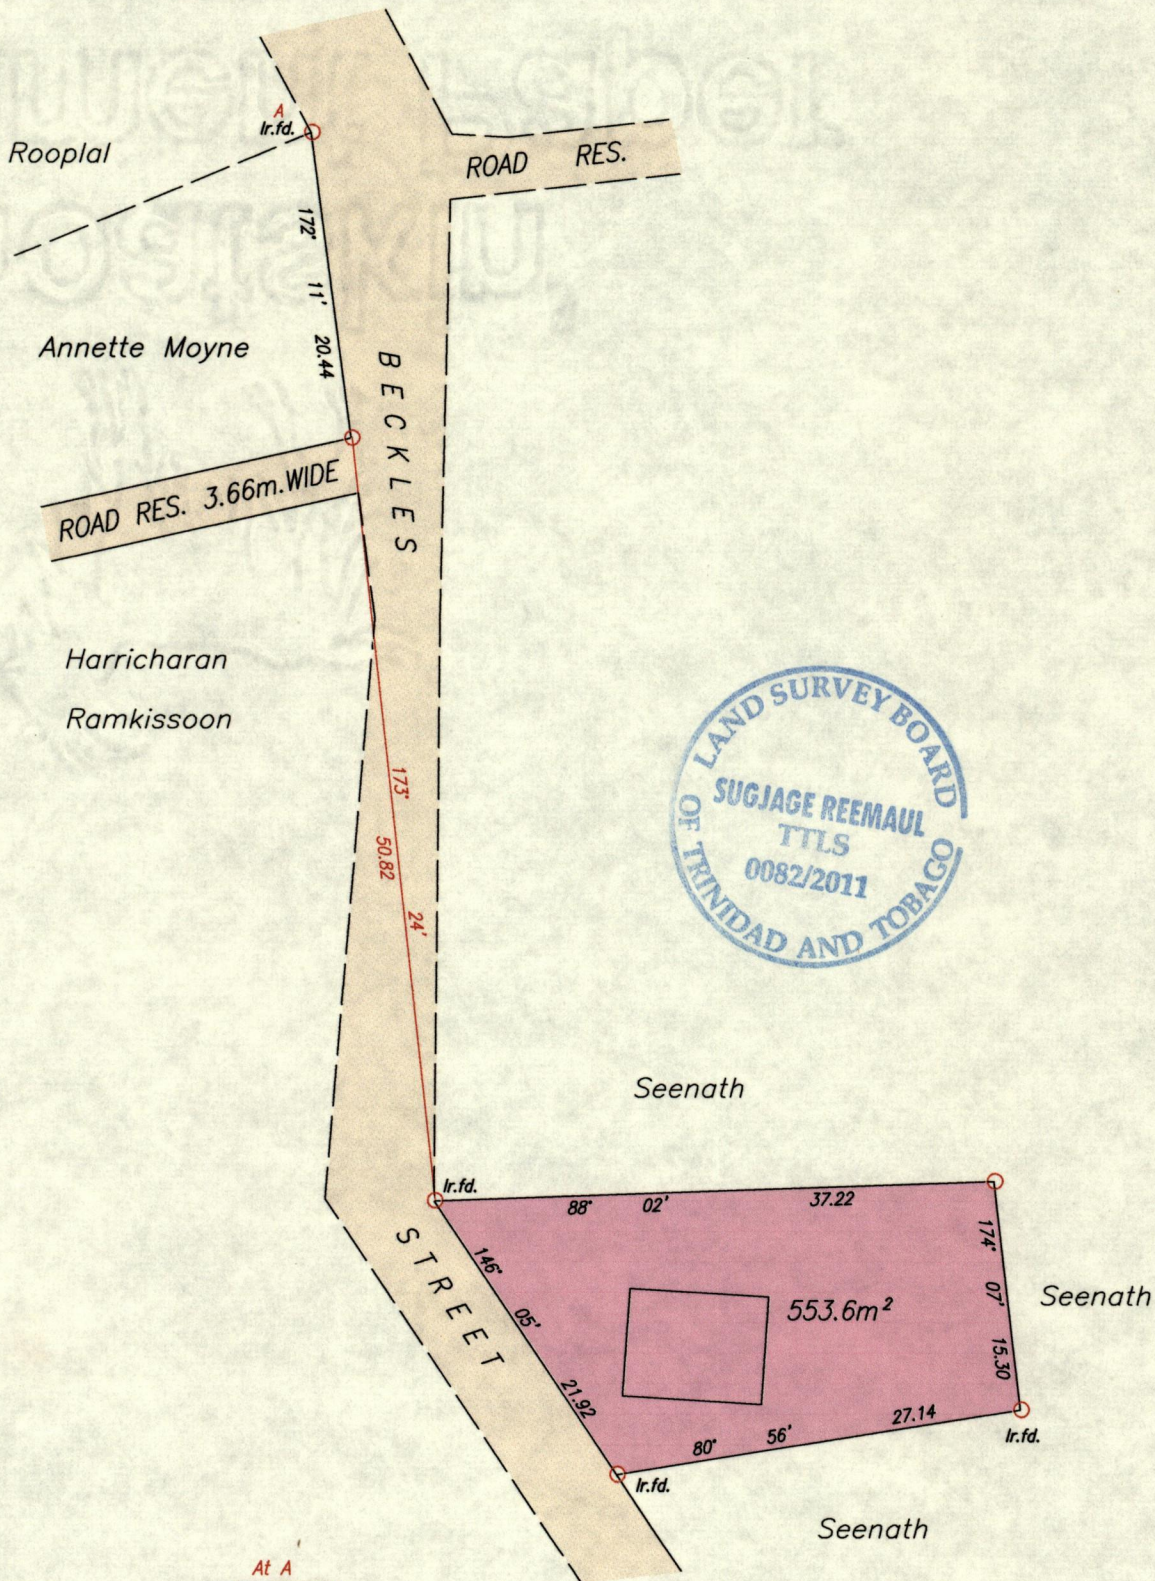 A
Ir.fd.
Rooplal
ROAD RES.
172° 11' 20.44
Annette Moyne
BECKLES
ROAD RES. 3.66m.WIDE
Harricharan
Ramkissoon
173° 24'
50.82
LAND SURVEY BOARD
SUGJAGE REEMAUL
TTLS
0082/2011
OF TRINIDAD AND TOBAGO
Seenath
Ir.fd.
88° 02' 37.22
STREET
146° 05' 21.92
174° 07' 15.30
Seenath
553.6m²
80° 56' 27.14
Ir.fd.
Ir.fd.
Seenath
At A